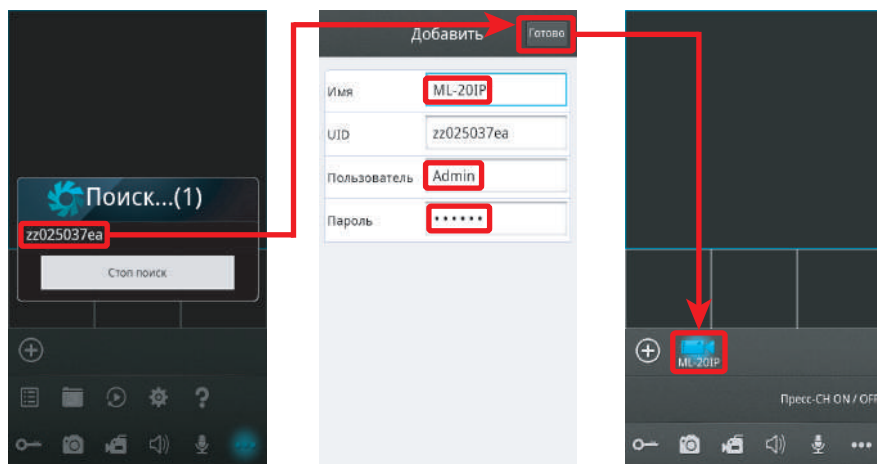 Поиск...(1)
zz025037ea
Стоп поиск
Добавить
Готово
Имя
ML-20IP
UID
zz025037ea
Пользователь
Admin
Пароль
••••••
ML-20IP
Пресс-CH ON / OFF